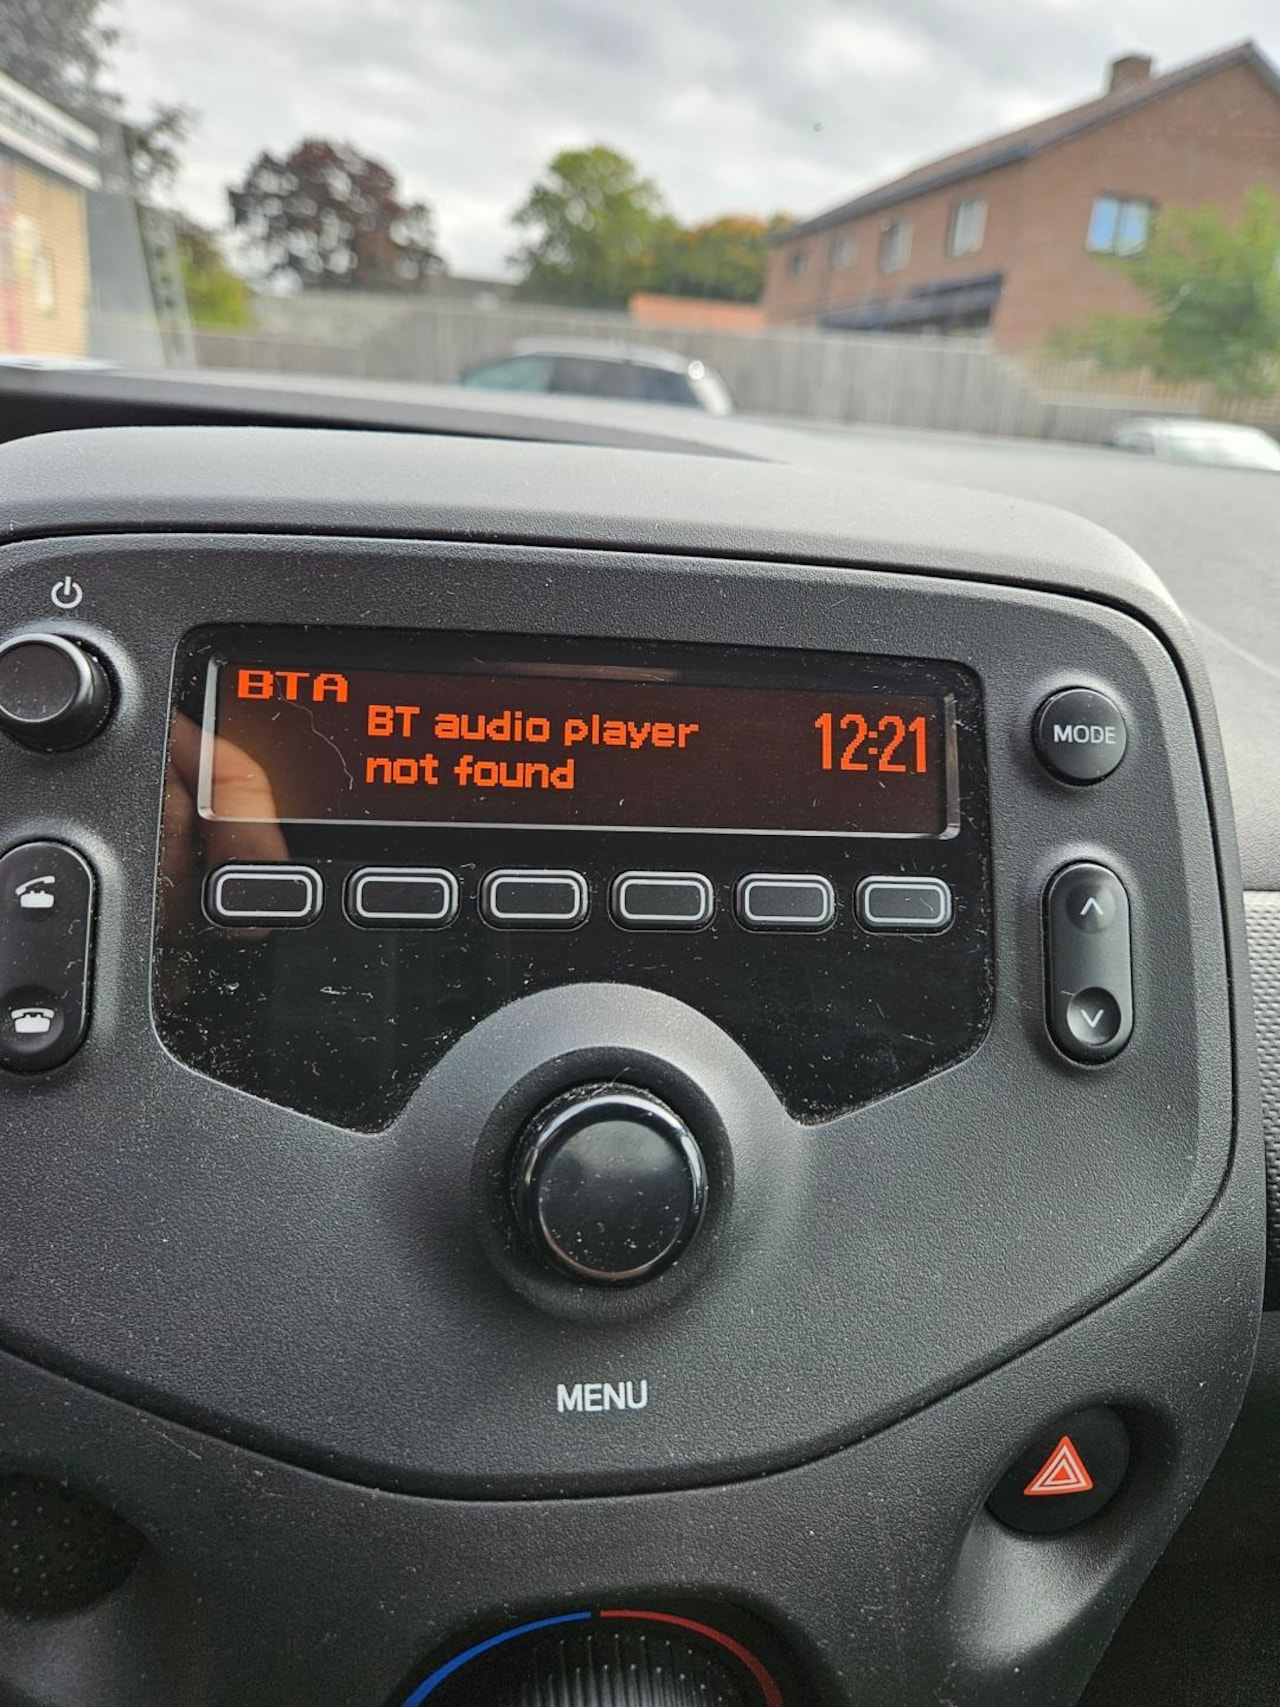 BTA
BT audio player
not found
12:21
MODE
MENU